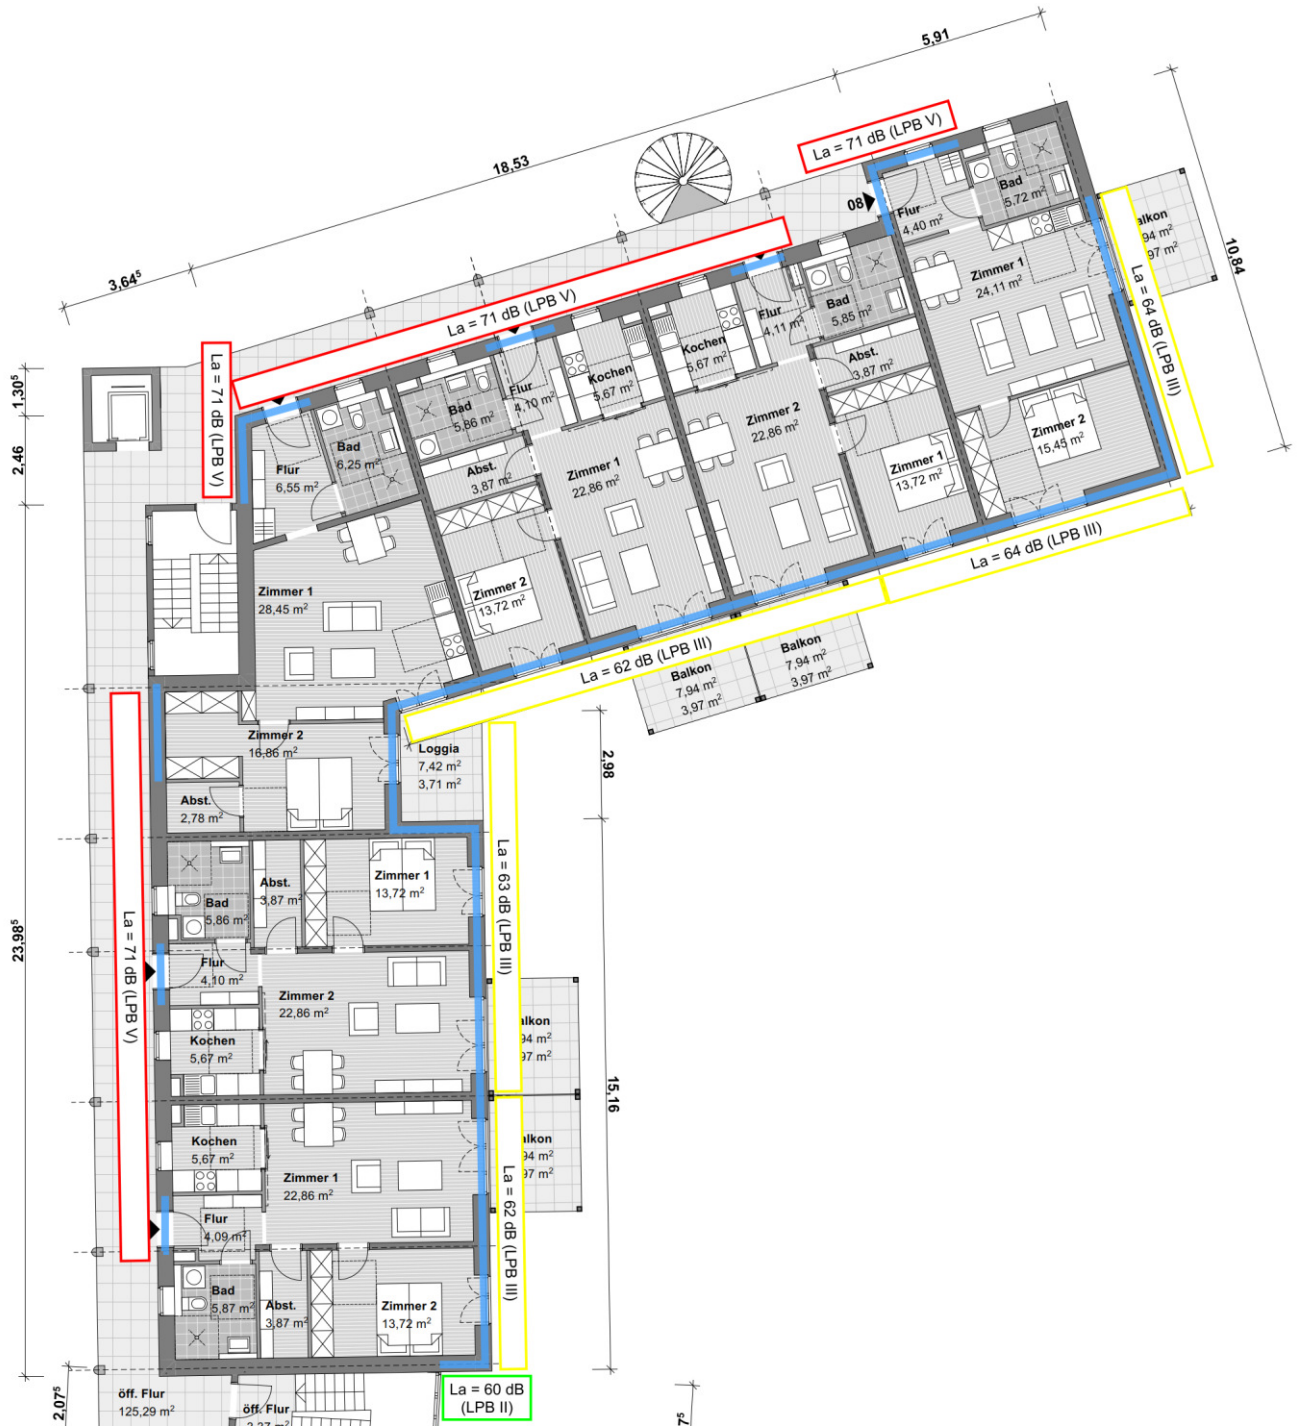 5,91
18,53
3,64⁵
10,84
La = 71 dB (LPB V)
08
Bad
5,72 m²
Flur
4,40 m²
Balkon
7,94 m²
3,97 m²
Zimmer 1
24,11 m²
La = 64 dB (LPB III)
La = 71 dB (LPB V)
Flur
4,11 m²
Bad
5,85 m²
Kochen
5,67 m²
Abst.
3,87 m²
1,30⁵
2,46
La = 71 dB (LPB V)
Kochen
5,67 m²
Flur
4,10 m²
Bad
5,86 m²
Zimmer 2
22,86 m²
Zimmer 2
15,45 m²
Bad
6,25 m²
Flur
6,55 m²
Abst.
3,87 m²
Zimmer 1
22,86 m²
Zimmer 1
13,72 m²
La = 64 dB (LPB III)
Zimmer 1
28,45 m²
Zimmer 2
13,72 m²
La = 62 dB (LPB III)
Balkon
7,94 m²
3,97 m²
Balkon
7,94 m²
3,97 m²
Zimmer 2
16,86 m²
Loggia
7,42 m²
3,71 m²
2,98
Abst.
2,78 m²
La = 63 dB (LPB III)
Zimmer 1
13,72 m²
Abst.
3,87 m²
Bad
5,86 m²
23,98⁵
La = 71 dB (LPB V)
Flur
4,10 m²
Zimmer 2
22,86 m²
alkon
94 m²
97 m²
Kochen
5,67 m²
15,16
Kochen
5,67 m²
alkon
94 m²
97 m²
Zimmer 1
22,86 m²
La = 62 dB (LPB III)
Flur
4,09 m²
Bad
5,87 m²
Abst.
3,87 m²
Zimmer 2
13,72 m²
2,07⁵
öff. Flur
125,29 m²
öff. Flur
La = 60 dB
(LPB II)
7⁵